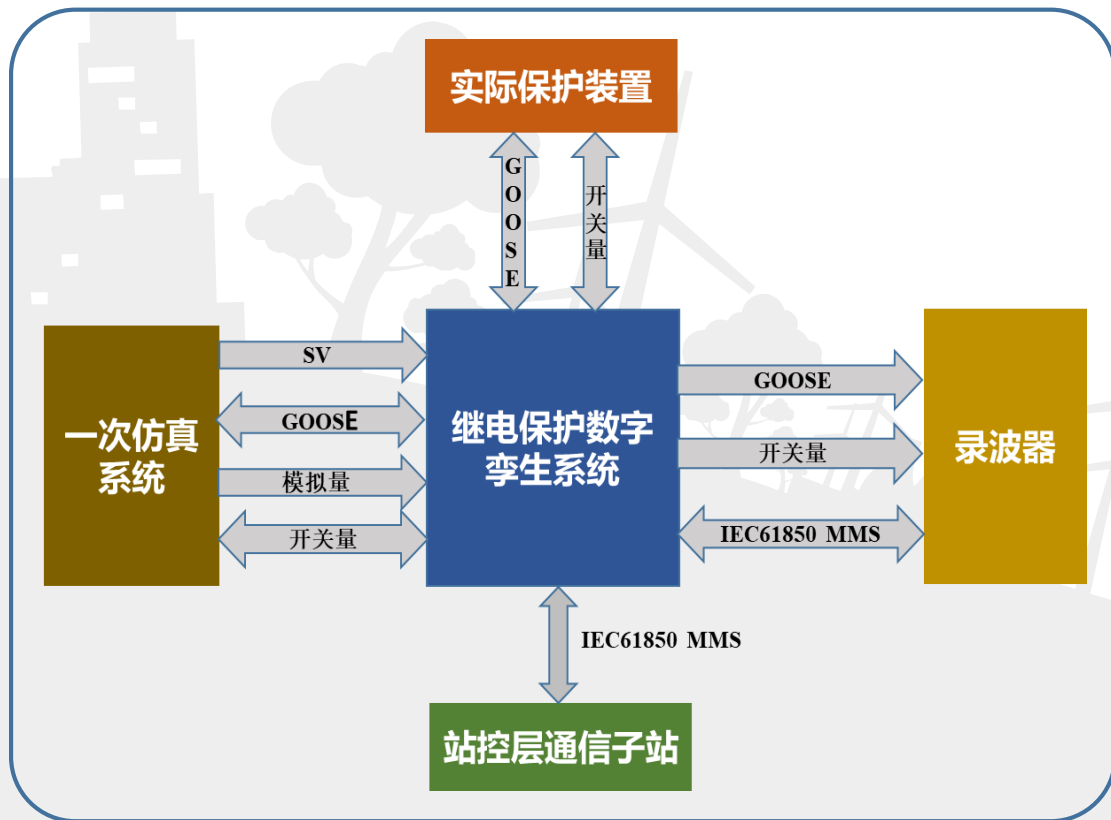 实际保护装置
GOOSE
开关量
一次仿真
系统
SV
GOOSE
模拟量
开关量
继电保护数字
孪生系统
GOOSE
开关量
IEC61850 MMS
录波器
IEC61850 MMS
站控层通信子站